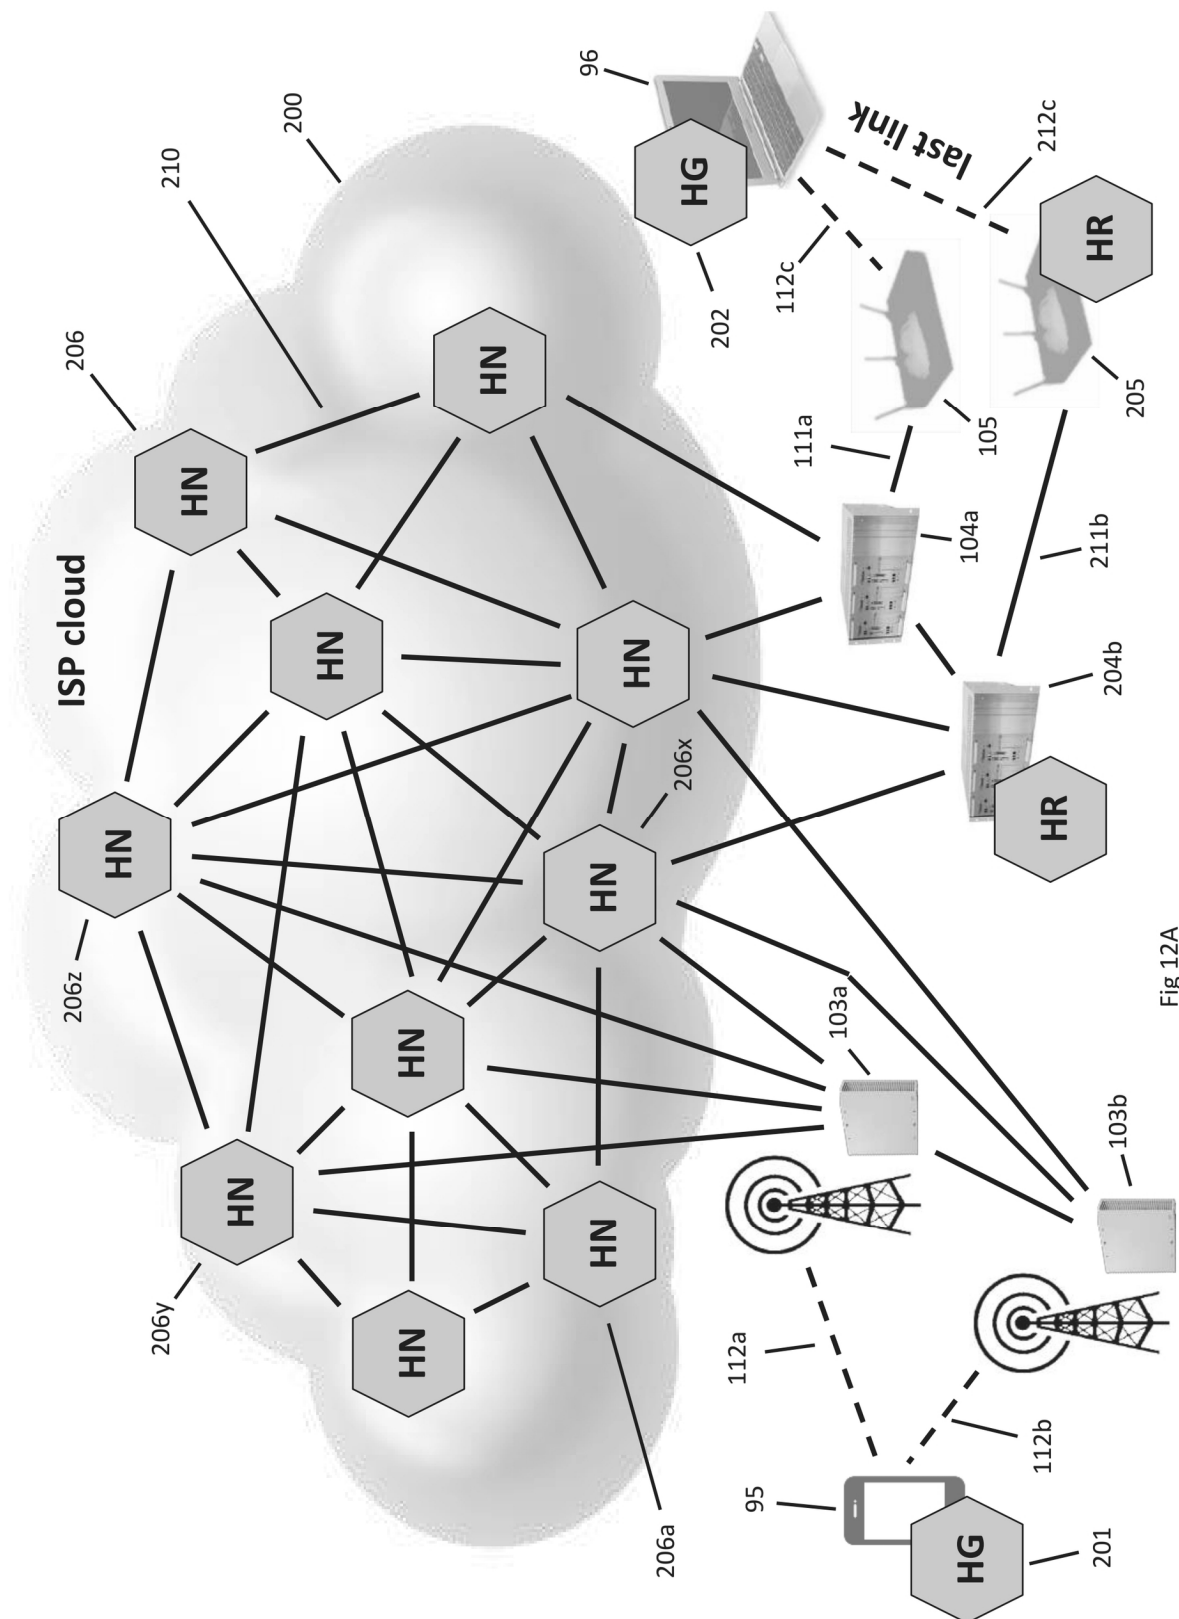 ISP cloud
206z
206
HN
206y
210
HN
HN
200
HN
HN
HN
HN
96
HN
HN
HN
206a
206x
HG
202
112a
95
112c
111a
103a
last link
HG
104a
105
112b
212c
HR
HR
201
211b
204b
103b
205
Fig 12A